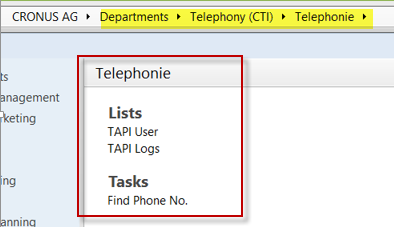 CRONUS AG ▸ Departments ▸ Telephony (CTI) ▸ Telephonie ▸
Telephonie
ts
anagement
rketing
ing
anning
Lists
TAPI User
TAPI Logs
Tasks
Find Phone No.